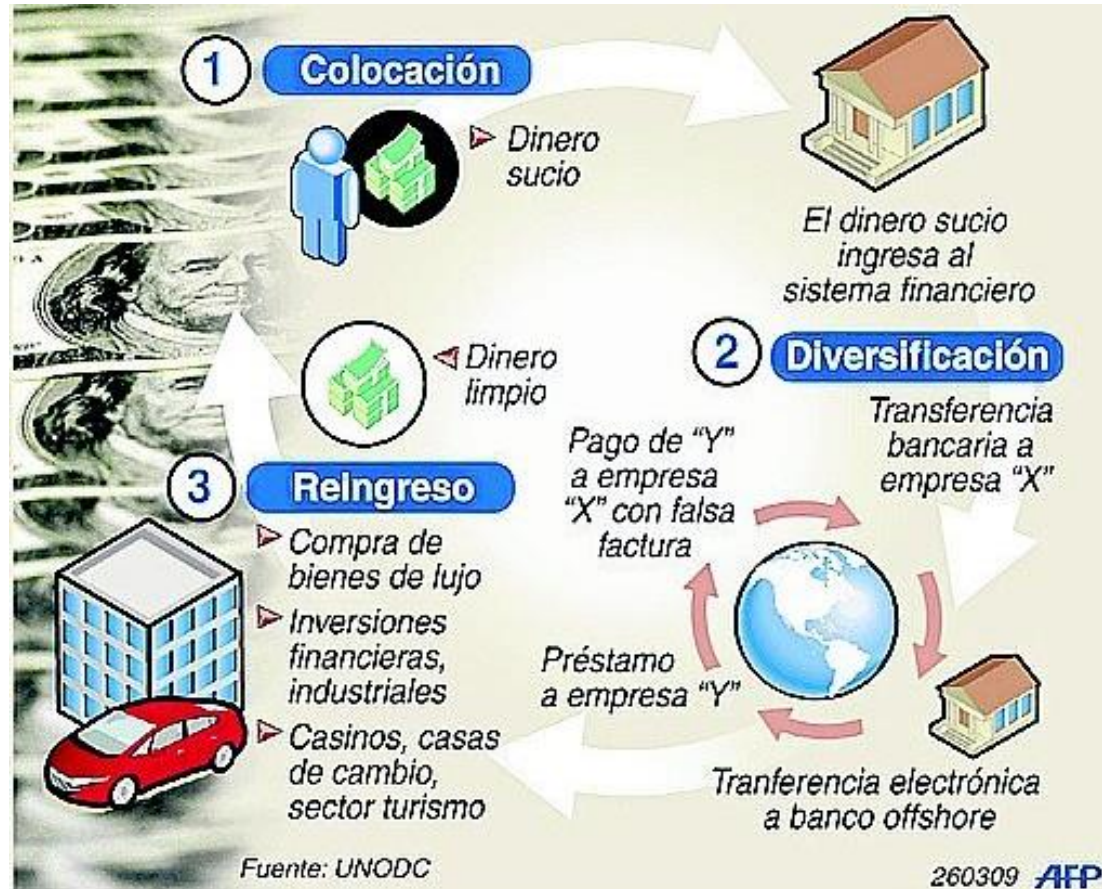 1 Colocación
Dinero
sucio
El dinero sucio
ingresa al
sistema financiero
2 Diversificación
Transferencia
bancaria a
empresa "X"
Tranferencia electrónica
a banco offshore
Préstamo
a empresa "Y"
Pago de "Y"
a empresa
"X" con falsa
factura
3 Reingreso
Compra de
bienes de lujo
Inversiones
financieras,
industriales
Casinos, casas
de cambio,
sector turismo
Dinero
limpio
Fuente: UNODC
260309 AFP